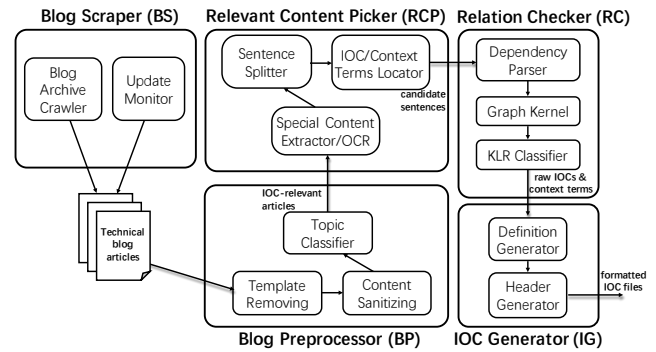 Blog Scraper (BS)
Blog
Archive
Crawler
Update
Monitor
Technical
blog
articles
Relevant Content Picker (RCP)
Sentence
Splitter
IOC/Context
Terms Locator
candidate
sentences
Special Content
Extractor/OCR
IOC-relevant
articles
Topic
Classifier
Template
Removing
Content
Sanitizing
Blog Preprocessor (BP)
Relation Checker (RC)
Dependency
Parser
Graph Kernel
KLR Classifier
raw IOCs &
context terms
Definition
Generator
Header
Generator
formatted
IOC files
IOC Generator (IG)